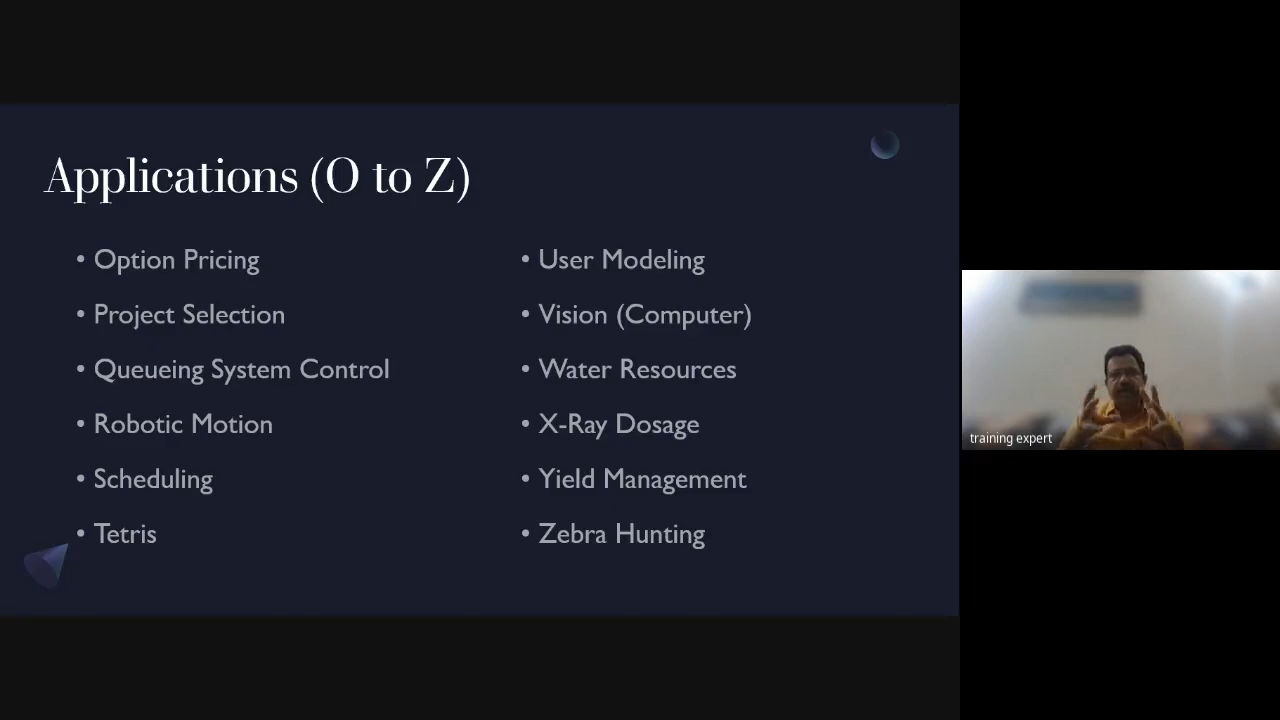 Applications (O to Z)
• Option Pricing
• Project Selection
• Queueing System Control
• Robotic Motion
• Scheduling
• Tetris
• User Modeling
• Vision (Computer)
• Water Resources
• X-Ray Dosage
• Yield Management
• Zebra Hunting
training expert